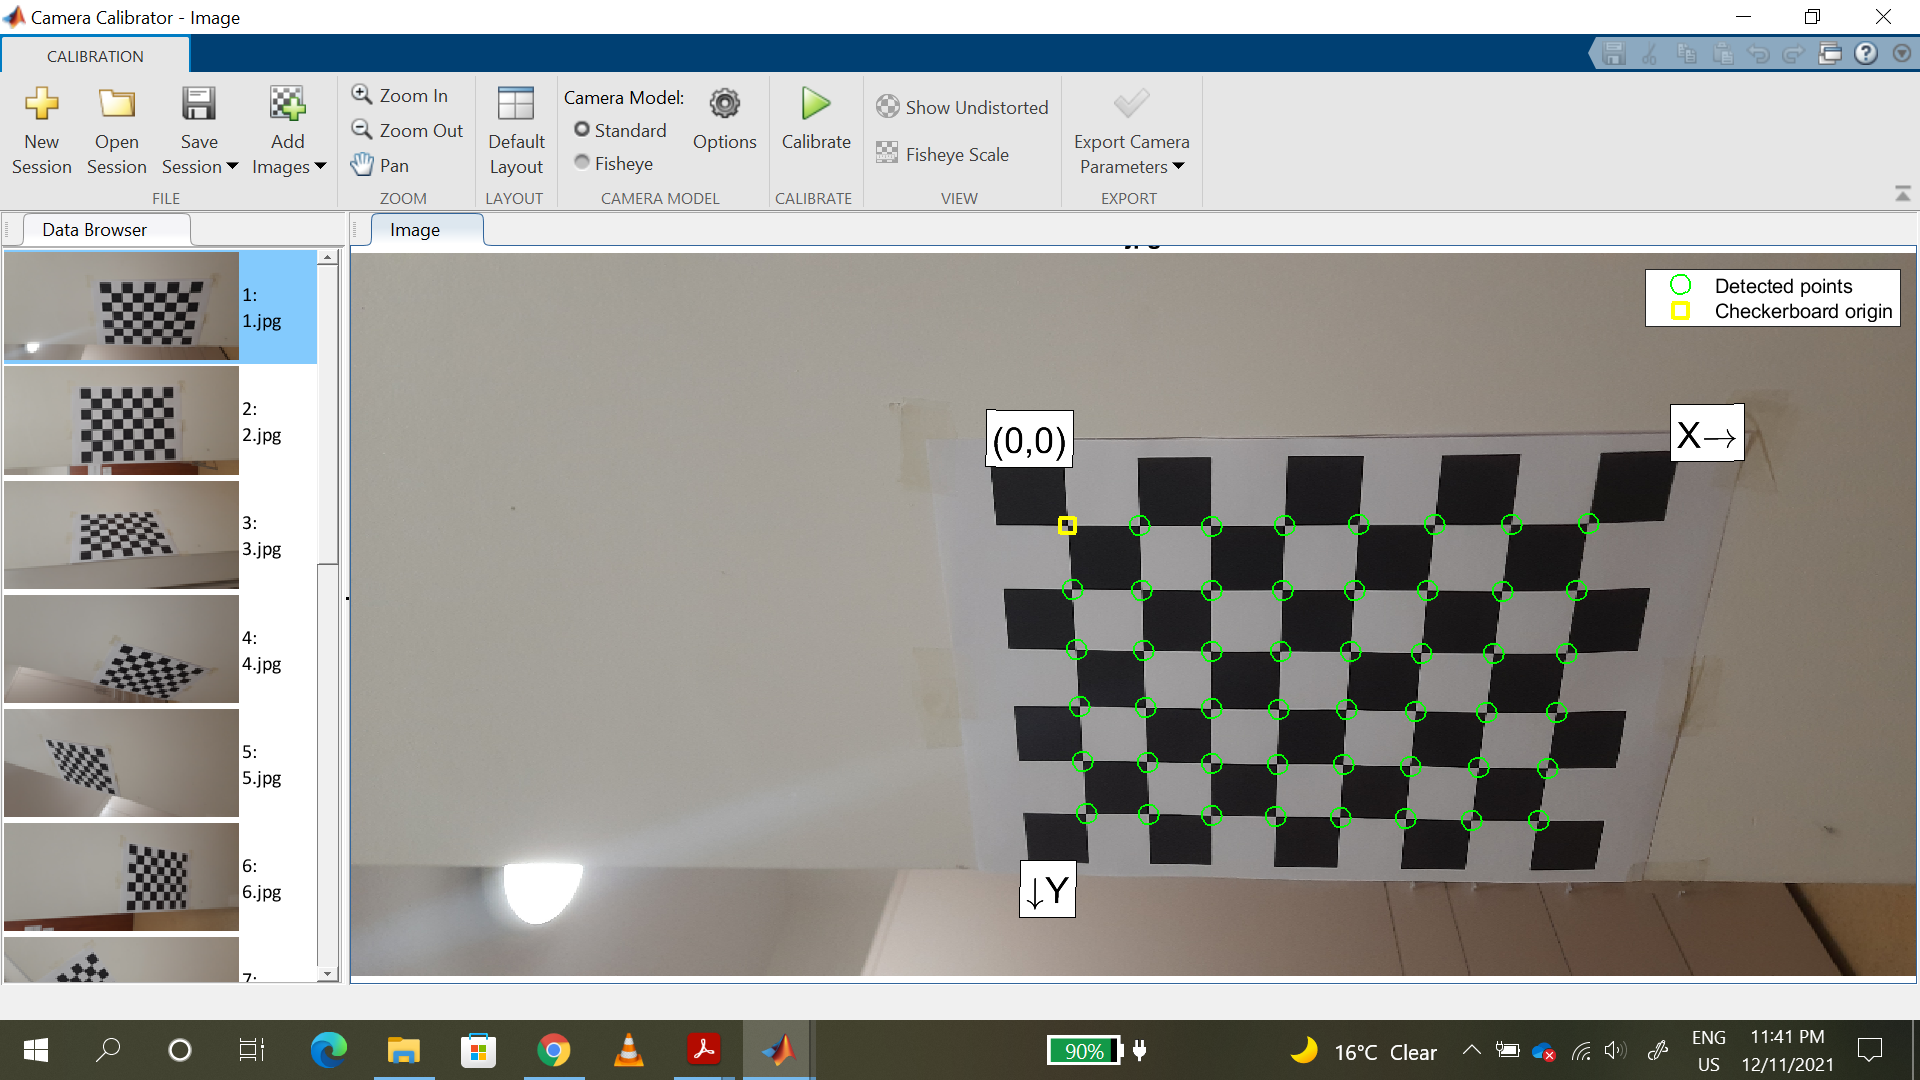 Camera Calibrator - Image
CALIBRATION
New Session
Open Session
Save Session
Add Images
Zoom In
Zoom Out
Pan
Default Layout
Camera Model:
Standard
Fisheye
Options
Calibrate
Show Undistorted
Fisheye Scale
Export Camera Parameters
FILE
ZOOM
LAYOUT
CAMERA MODEL
CALIBRATE
VIEW
EXPORT
Data Browser
Image
1:
1.jpg
2:
2.jpg
3:
3.jpg
4:
4.jpg
5:
5.jpg
6:
6.jpg
7:
Detected points
Checkerboard origin
(0,0)
X→
↓Y
90%
16°C Clear
ENG
US
11:41 PM
12/11/2021